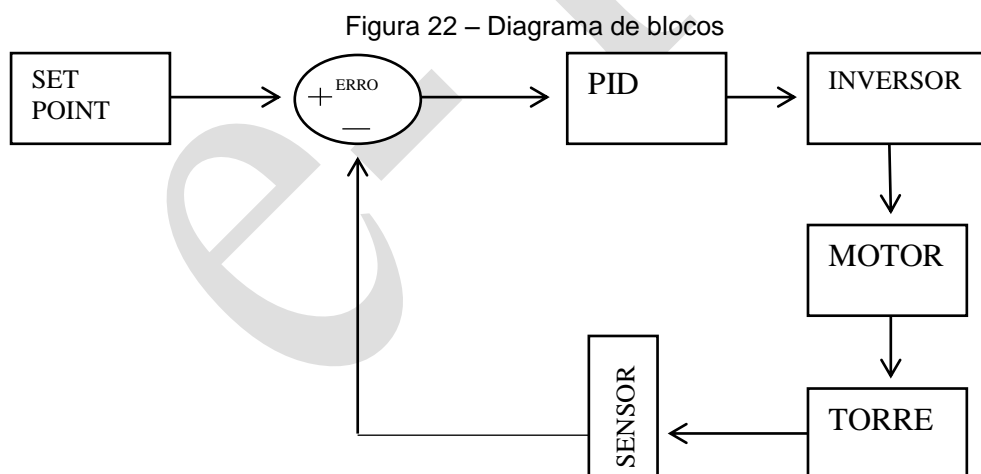 Figura 22 – Diagrama de blocos
SET
POINT
+
ERRO
—
PID
INVERSOR
MOTOR
TORRE
SENSOR